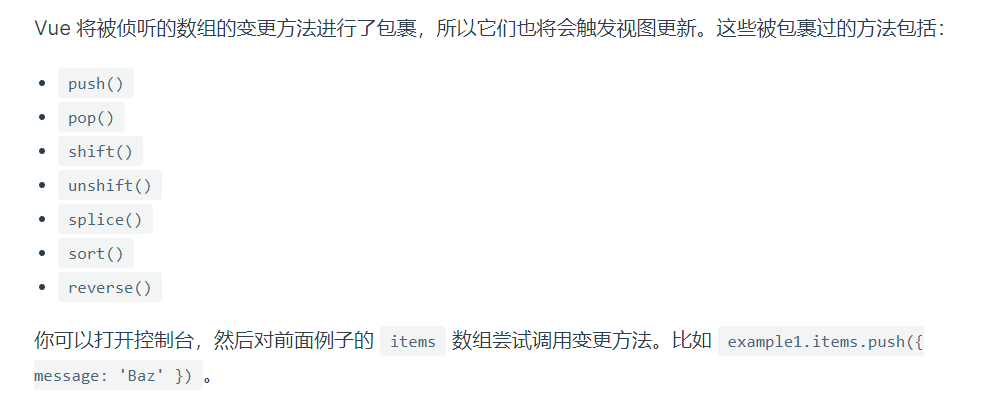 Vue 将被侦听的数组的变更方法进行了包裹，所以它们也将会触发视图更新。这些被包裹过的方法包括：
push()
pop()
shift()
unshift()
splice()
sort()
reverse()
你可以打开控制台，然后对前面例子的 items 数组尝试调用变更方法。比如 example1.items.push({
message: 'Baz' }) 。